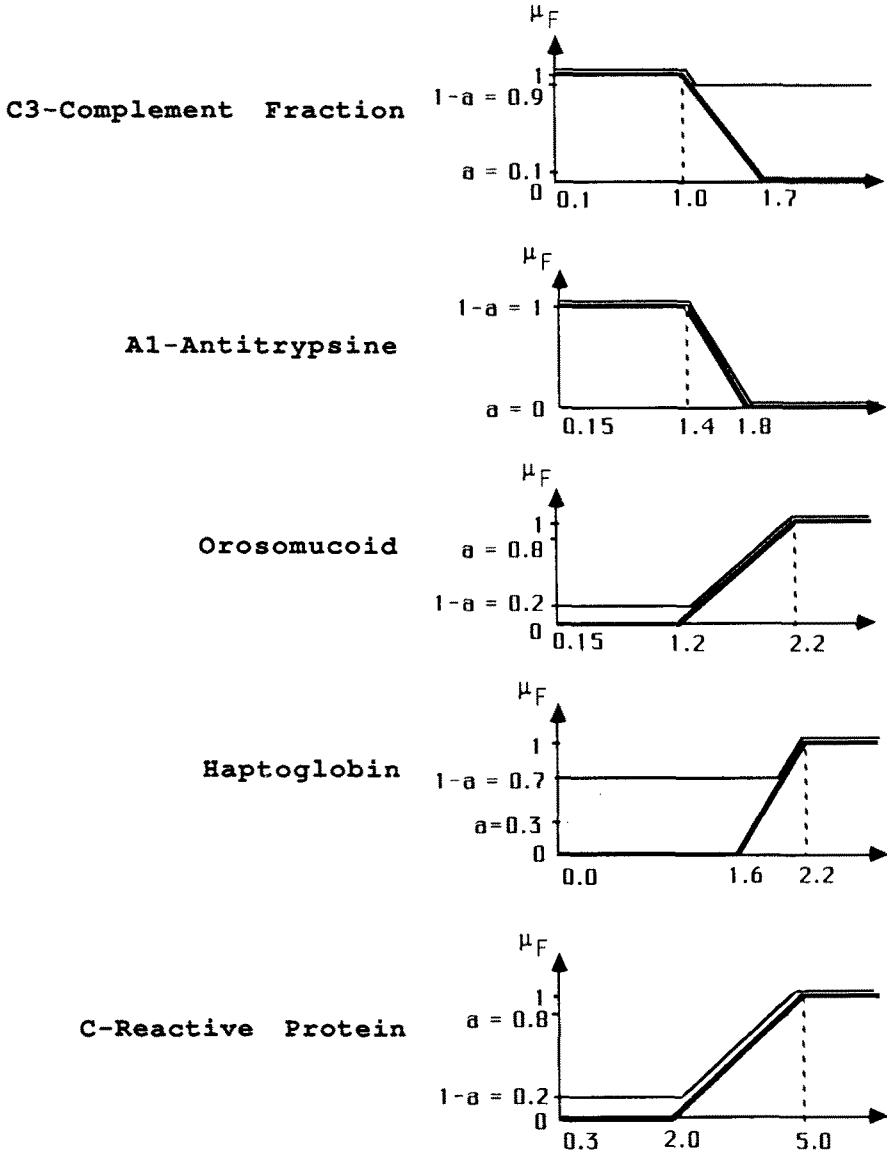 μF
C3-Complement Fraction
1
1-a = 0.9
a = 0.1
0
0.1 1.0 1.7
μF
A1-Antitrypsine
1-a = 1
a = 0
0.15 1.4 1.8
μF
Orosomucoid
1
a = 0.8
1-a = 0.2
0
0.15 1.2 2.2
μF
Haptoglobin
1
1-a = 0.7
a=0.3
0
0.0 1.6 2.2
μF
C-Reactive Protein
1
a = 0.8
1-a = 0.2
0
0.3 2.0 5.0